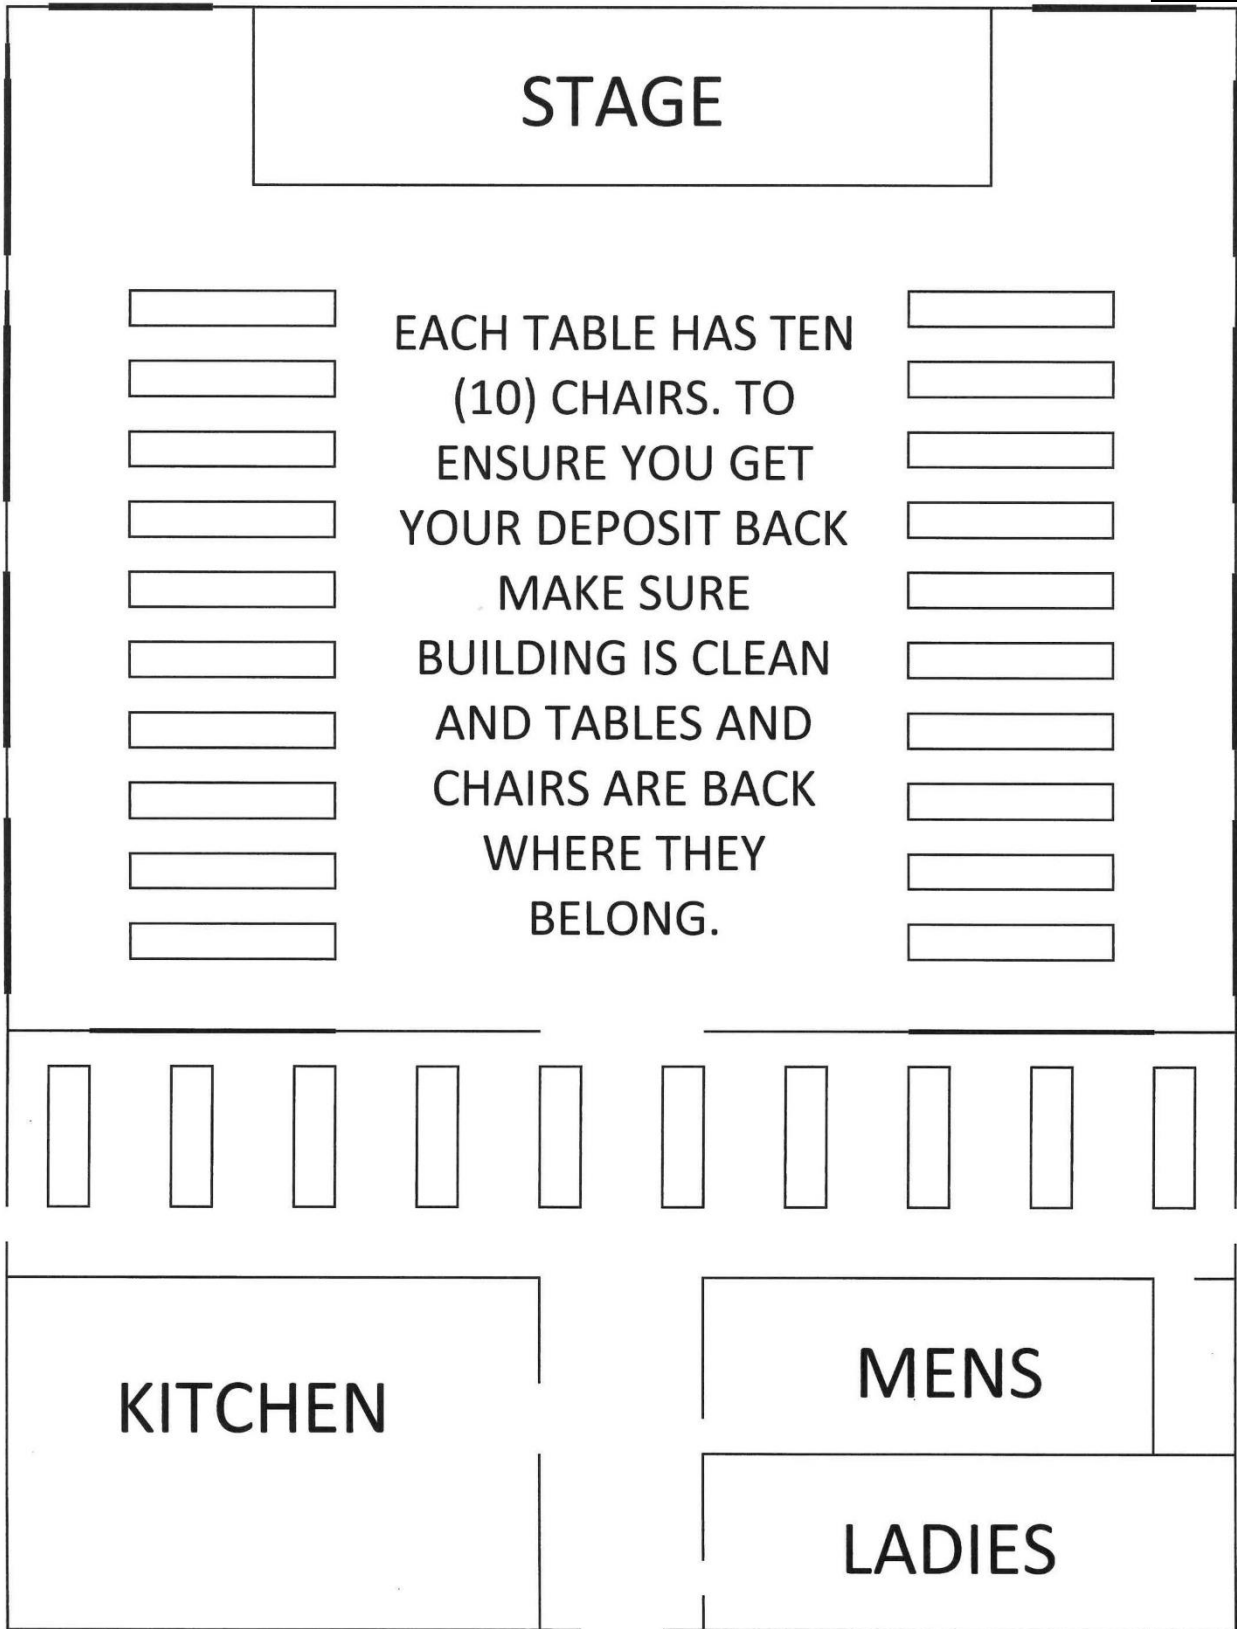 STAGE
EACH TABLE HAS TEN
(10) CHAIRS. TO
ENSURE YOU GET
YOUR DEPOSIT BACK
MAKE SURE
BUILDING IS CLEAN
AND TABLES AND
CHAIRS ARE BACK
WHERE THEY
BELONG.
MENS
KITCHEN
LADIES